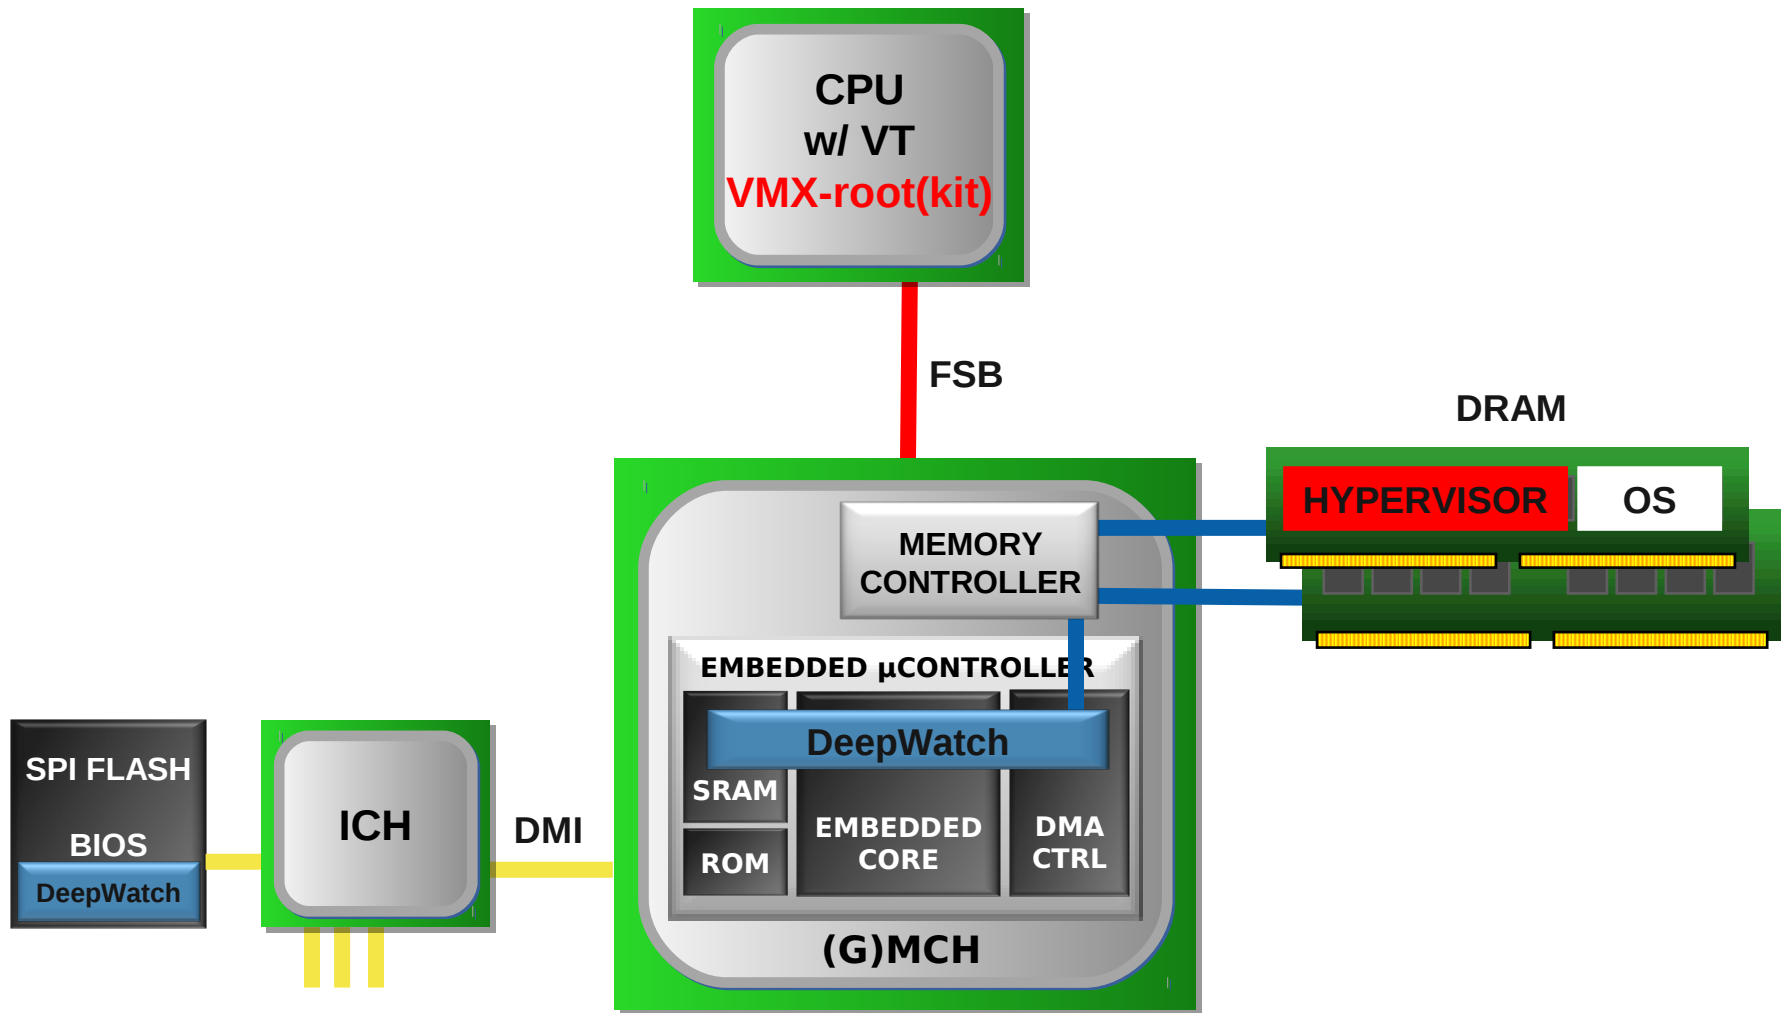 CPU
w/ VT
VMX-root(kit)
FSB
DRAM
HYPERVISOR
OS
MEMORY
CONTROLLER
EMBEDDED µCONTROLLER
DeepWatch
SRAM
ROM
EMBEDDED
CORE
DMA
CTRL
(G)MCH
SPI FLASH
BIOS
DeepWatch
ICH
DMI